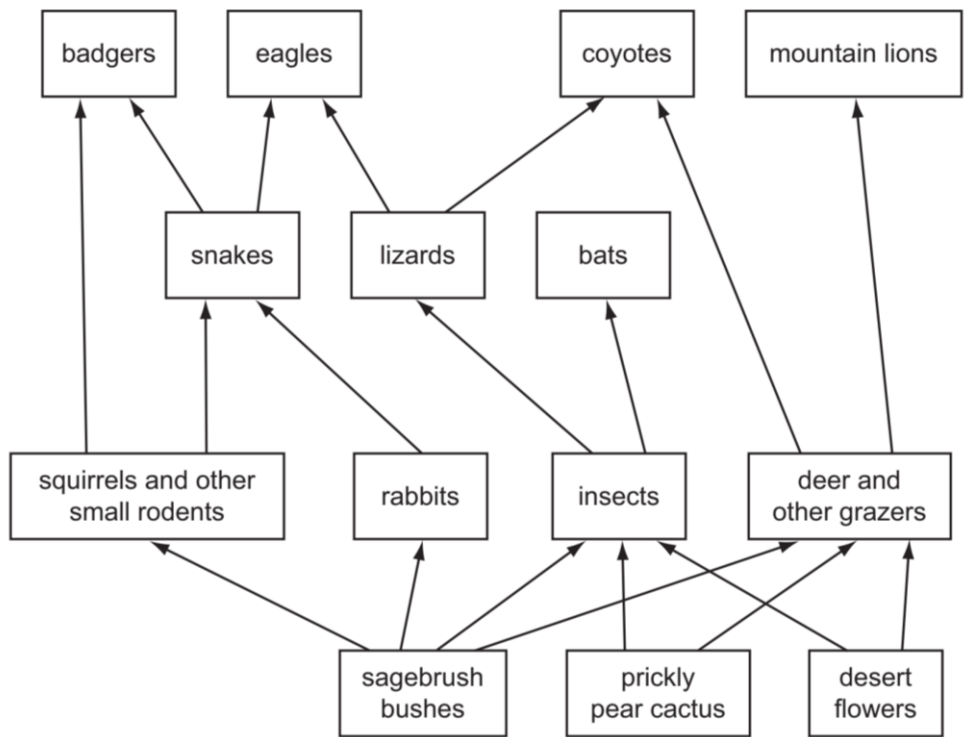 badgers
eagles
coyotes
mountain lions
snakes
lizards
bats
squirrels and other
small rodents
rabbits
insects
deer and
other grazers
sagebrush
bushes
prickly
pear cactus
desert
flowers